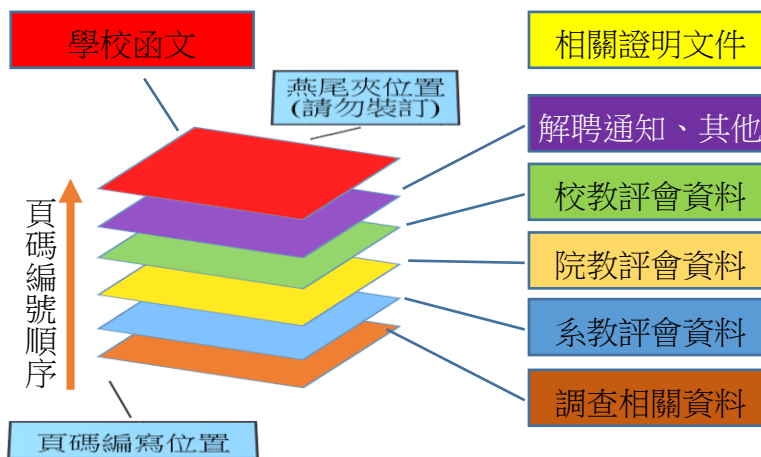 學校函文
相關證明文件
燕尾夾位置
(請勿裝訂)
解聘通知、其他
校教評會資料
院教評會資料
系教評會資料
調查相關資料
頁碼編號順序
頁碼編寫位置